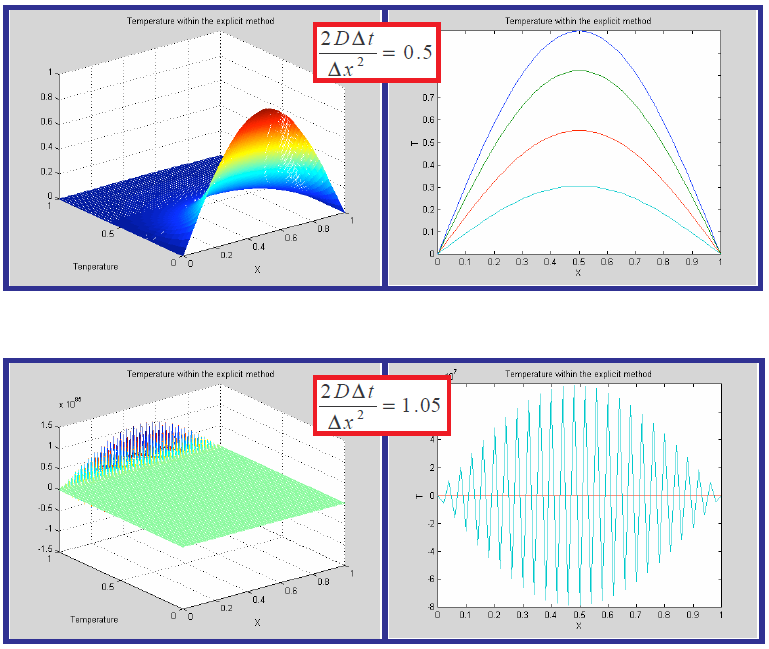 Temperature within the explicit method
1
0.8
0.6
0.4
0.2
0
1
0.5
0
Temperature
0
0.2
0.4
0.6
0.8
1
X
2DΔt / Δx² = 0.5
Temperature within the explicit method
0.7
0.6
0.5
0.4
0.3
0.2
0.1
0
T
0 0.1 0.2 0.3 0.4 0.5 0.6 0.7 0.8 0.9 1
X
Temperature within the explicit method
1.5
1
0.5
0
-0.5
-1
-1.5
1
0.5
0
Temperature
0
0.2
0.4
0.6
0.8
1
X
2DΔt / Δx² = 1.05
Temperature within the explicit method
4
2
0
-2
-4
-6
-8
T
0 0.1 0.2 0.3 0.4 0.5 0.6 0.7 0.8 0.9 1
X